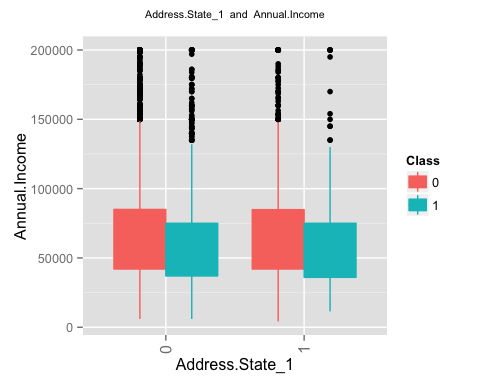 Address.State_1 and Annual.Income
Annual.Income
200000
150000
100000
50000
0
0
1
Address.State_1
Class
0
1